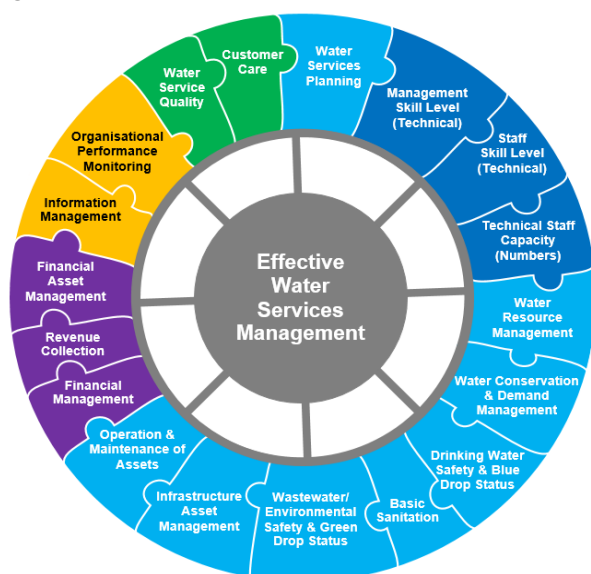 Effective
Water
Services
Management
Water
Services
Planning
Management
Skill Level
(Technical)
Staff
Skill Level
(Technical)
Technical Staff
Capacity
(Numbers)
Water
Resource
Management
Water Conservation
& Demand
Management
Drinking Water
Safety & Blue
Drop Status
Basic
Sanitation
Wastewater/
Environmental
Safety & Green
Drop Status
Infrastructure
Asset
Management
Operation &
Maintenance of
Assets
Financial
Management
Revenue
Collection
Financial
Asset
Management
Information
Management
Organisational
Performance
Monitoring
Water
Service
Quality
Customer
Care